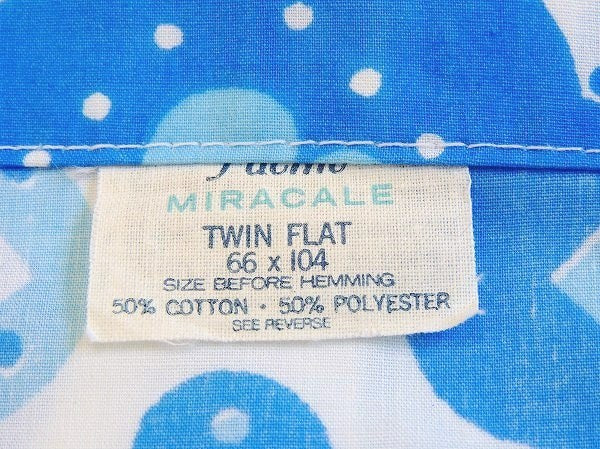 MIRACALE
TWIN FLAT
66 x 104
SIZE BEFORE HEMMING
50% COTTON · 50% POLYESTER
SEE REVERSE